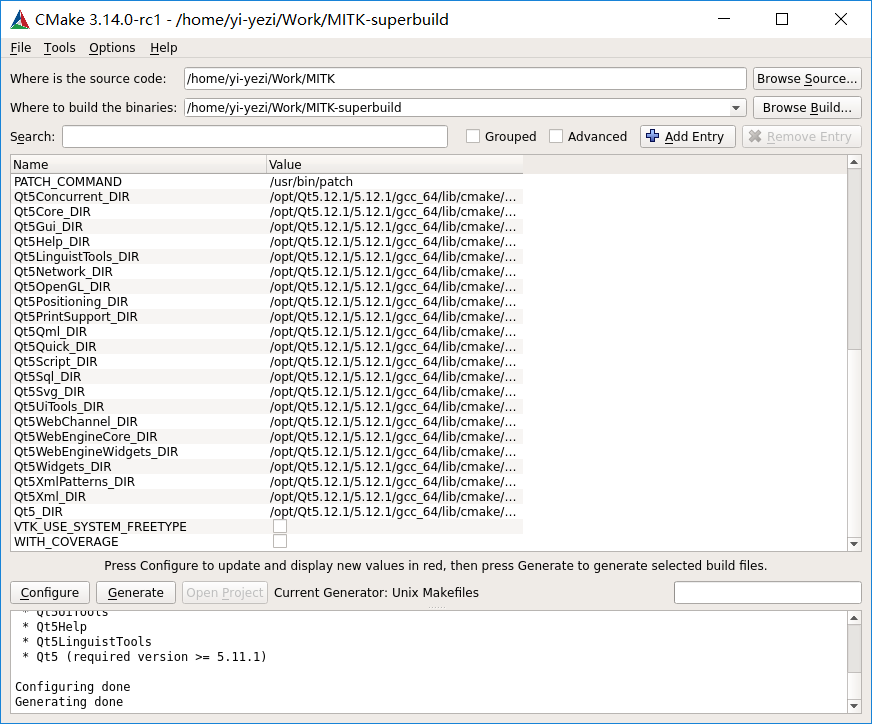 CMake 3.14.0-rc1 - /home/yi-yezi/Work/MITK-superbuild
File Tools Options Help
Where is the source code: /home/yi-yezi/Work/MITK Browse Source...
Where to build the binaries: /home/yi-yezi/Work/MITK-superbuild Browse Build...
Search: Grouped Advanced Add Entry Remove Entry
Name Value
PATCH_COMMAND /usr/bin/patch
Qt5Concurrent_DIR /opt/Qt5.12.1/5.12.1/gcc_64/lib/cmake/...
Qt5Core_DIR /opt/Qt5.12.1/5.12.1/gcc_64/lib/cmake/...
Qt5Gui_DIR /opt/Qt5.12.1/5.12.1/gcc_64/lib/cmake/...
Qt5Help_DIR /opt/Qt5.12.1/5.12.1/gcc_64/lib/cmake/...
Qt5LinguistTools_DIR /opt/Qt5.12.1/5.12.1/gcc_64/lib/cmake/...
Qt5Network_DIR /opt/Qt5.12.1/5.12.1/gcc_64/lib/cmake/...
Qt5OpenGL_DIR /opt/Qt5.12.1/5.12.1/gcc_64/lib/cmake/...
Qt5Positioning_DIR /opt/Qt5.12.1/5.12.1/gcc_64/lib/cmake/...
Qt5PrintSupport_DIR /opt/Qt5.12.1/5.12.1/gcc_64/lib/cmake/...
Qt5Qml_DIR /opt/Qt5.12.1/5.12.1/gcc_64/lib/cmake/...
Qt5Quick_DIR /opt/Qt5.12.1/5.12.1/gcc_64/lib/cmake/...
Qt5Script_DIR /opt/Qt5.12.1/5.12.1/gcc_64/lib/cmake/...
Qt5Sql_DIR /opt/Qt5.12.1/5.12.1/gcc_64/lib/cmake/...
Qt5Svg_DIR /opt/Qt5.12.1/5.12.1/gcc_64/lib/cmake/...
Qt5UiTools_DIR /opt/Qt5.12.1/5.12.1/gcc_64/lib/cmake/...
Qt5WebChannel_DIR /opt/Qt5.12.1/5.12.1/gcc_64/lib/cmake/...
Qt5WebEngineCore_DIR /opt/Qt5.12.1/5.12.1/gcc_64/lib/cmake/...
Qt5WebEngineWidgets_DIR /opt/Qt5.12.1/5.12.1/gcc_64/lib/cmake/...
Qt5Widgets_DIR /opt/Qt5.12.1/5.12.1/gcc_64/lib/cmake/...
Qt5XmlPatterns_DIR /opt/Qt5.12.1/5.12.1/gcc_64/lib/cmake/...
Qt5Xml_DIR /opt/Qt5.12.1/5.12.1/gcc_64/lib/cmake/...
Qt5_DIR /opt/Qt5.12.1/5.12.1/gcc_64/lib/cmake/...
VTK_USE_SYSTEM_FREETYPE
WITH_COVERAGE
Press Configure to update and display new values in red, then press Generate to generate selected build files.
Configure Generate Open Project Current Generator: Unix Makefiles
* Qt5UiTools
* Qt5Help
* Qt5LinguistTools
* Qt5 (required version >= 5.11.1)
Configuring done
Generating done